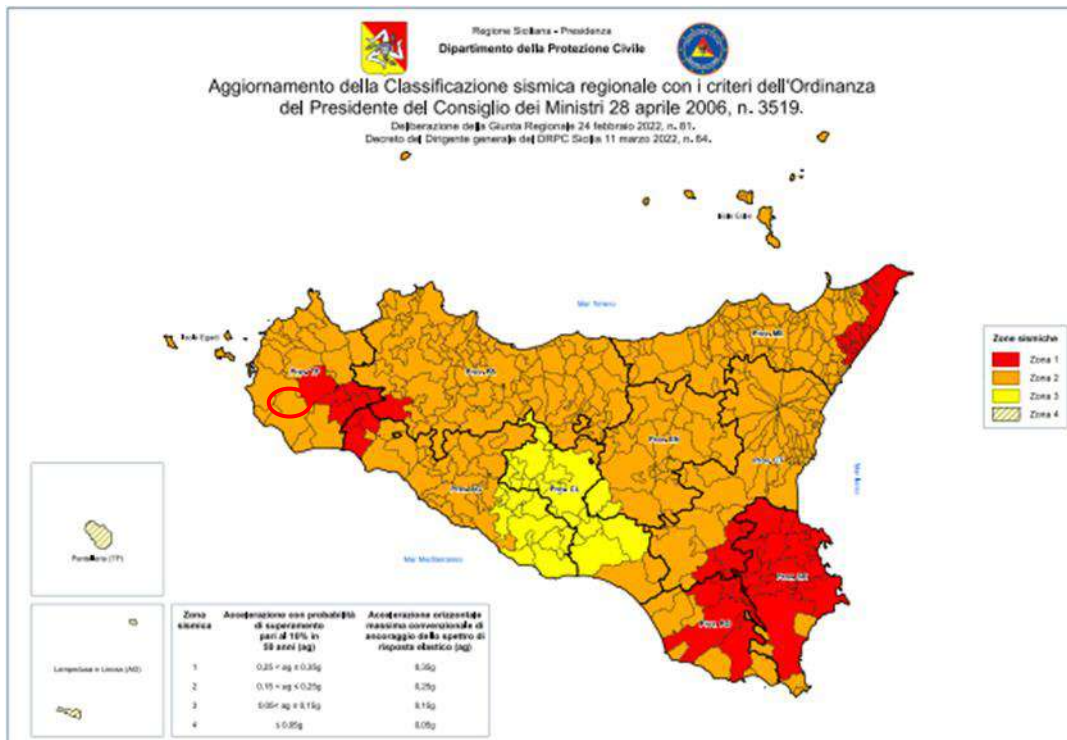 Regione Siciliana - Presidenza
Dipartimento della Protezione Civile
Aggiornamento della Classificazione sismica regionale con i criteri dell'Ordinanza
del Presidente del Consiglio dei Ministri 28 aprile 2006, n. 3519.
Deliberazione della Giunta Regionale 24 febbraio 2022, n. 81.
Decreto del Dirigente generale del DRPC Sicilia 11 marzo 2022, n. 64.
Isole Eolie
Mar Tirreno
Isole Egadi
Prov. ME
Prov. TP
Prov. PA
Zone sismiche
Zona 1
Zona 2
Zona 3
Zona 4
Prov. EN
Prov. CT
Prov. AG
Prov. CL
Mar Ionio
Mar Mediterraneo
Pantelleria (TP)
Prov. SR
Prov. RG
Lampedusa e Linosa (AG)
Zona sismica
Accelerazione con probabilità di superamento pari al 10% in 50 anni (ag)
Accelerazione orizzontale massima convenzionale di ancoraggio dello spettro di risposta elastico (ag)
1 0,25 < ag ≤ 0,35g 0,35g
2 0,15 < ag ≤ 0,25g 0,25g
3 0,05< ag ≤ 0,15g 0,15g
4 ≤ 0,05g 0,05g